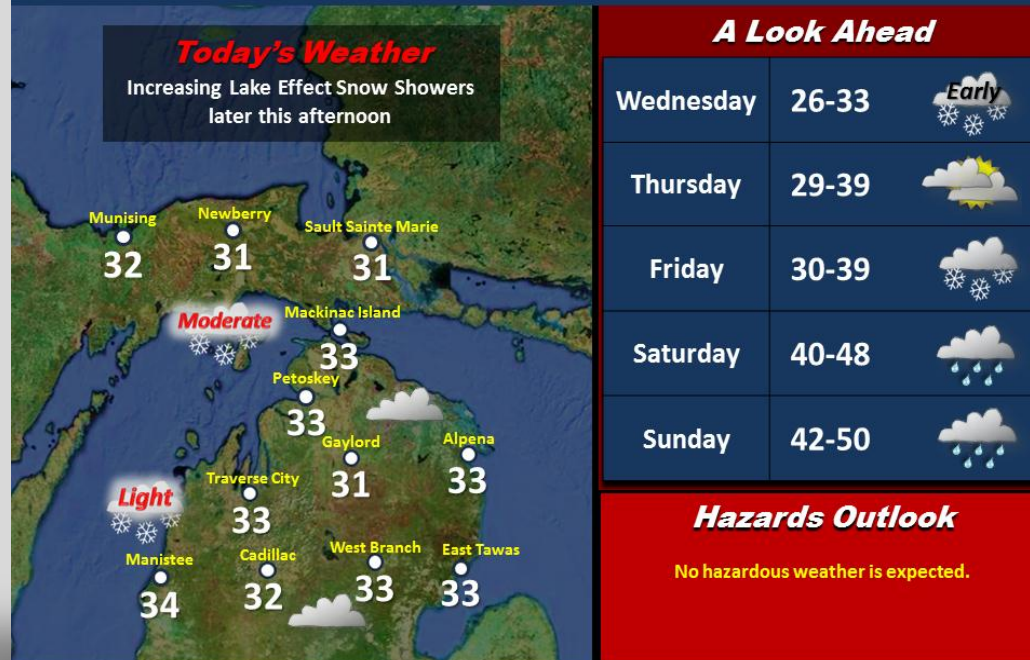 Today's Weather
Increasing Lake Effect Snow Showers
later this afternoon
Munising
32
Newberry
31
Sault Sainte Marie
31
Moderate
Mackinac Island
33
Petoskey
33
Gaylord
31
Alpena
33
Traverse City
33
Light
Manistee
34
Cadillac
32
West Branch
33
East Tawas
33
A Look Ahead
Wednesday 26-33 Early
Thursday 29-39
Friday 30-39
Saturday 40-48
Sunday 42-50
Hazards Outlook
No hazardous weather is expected.